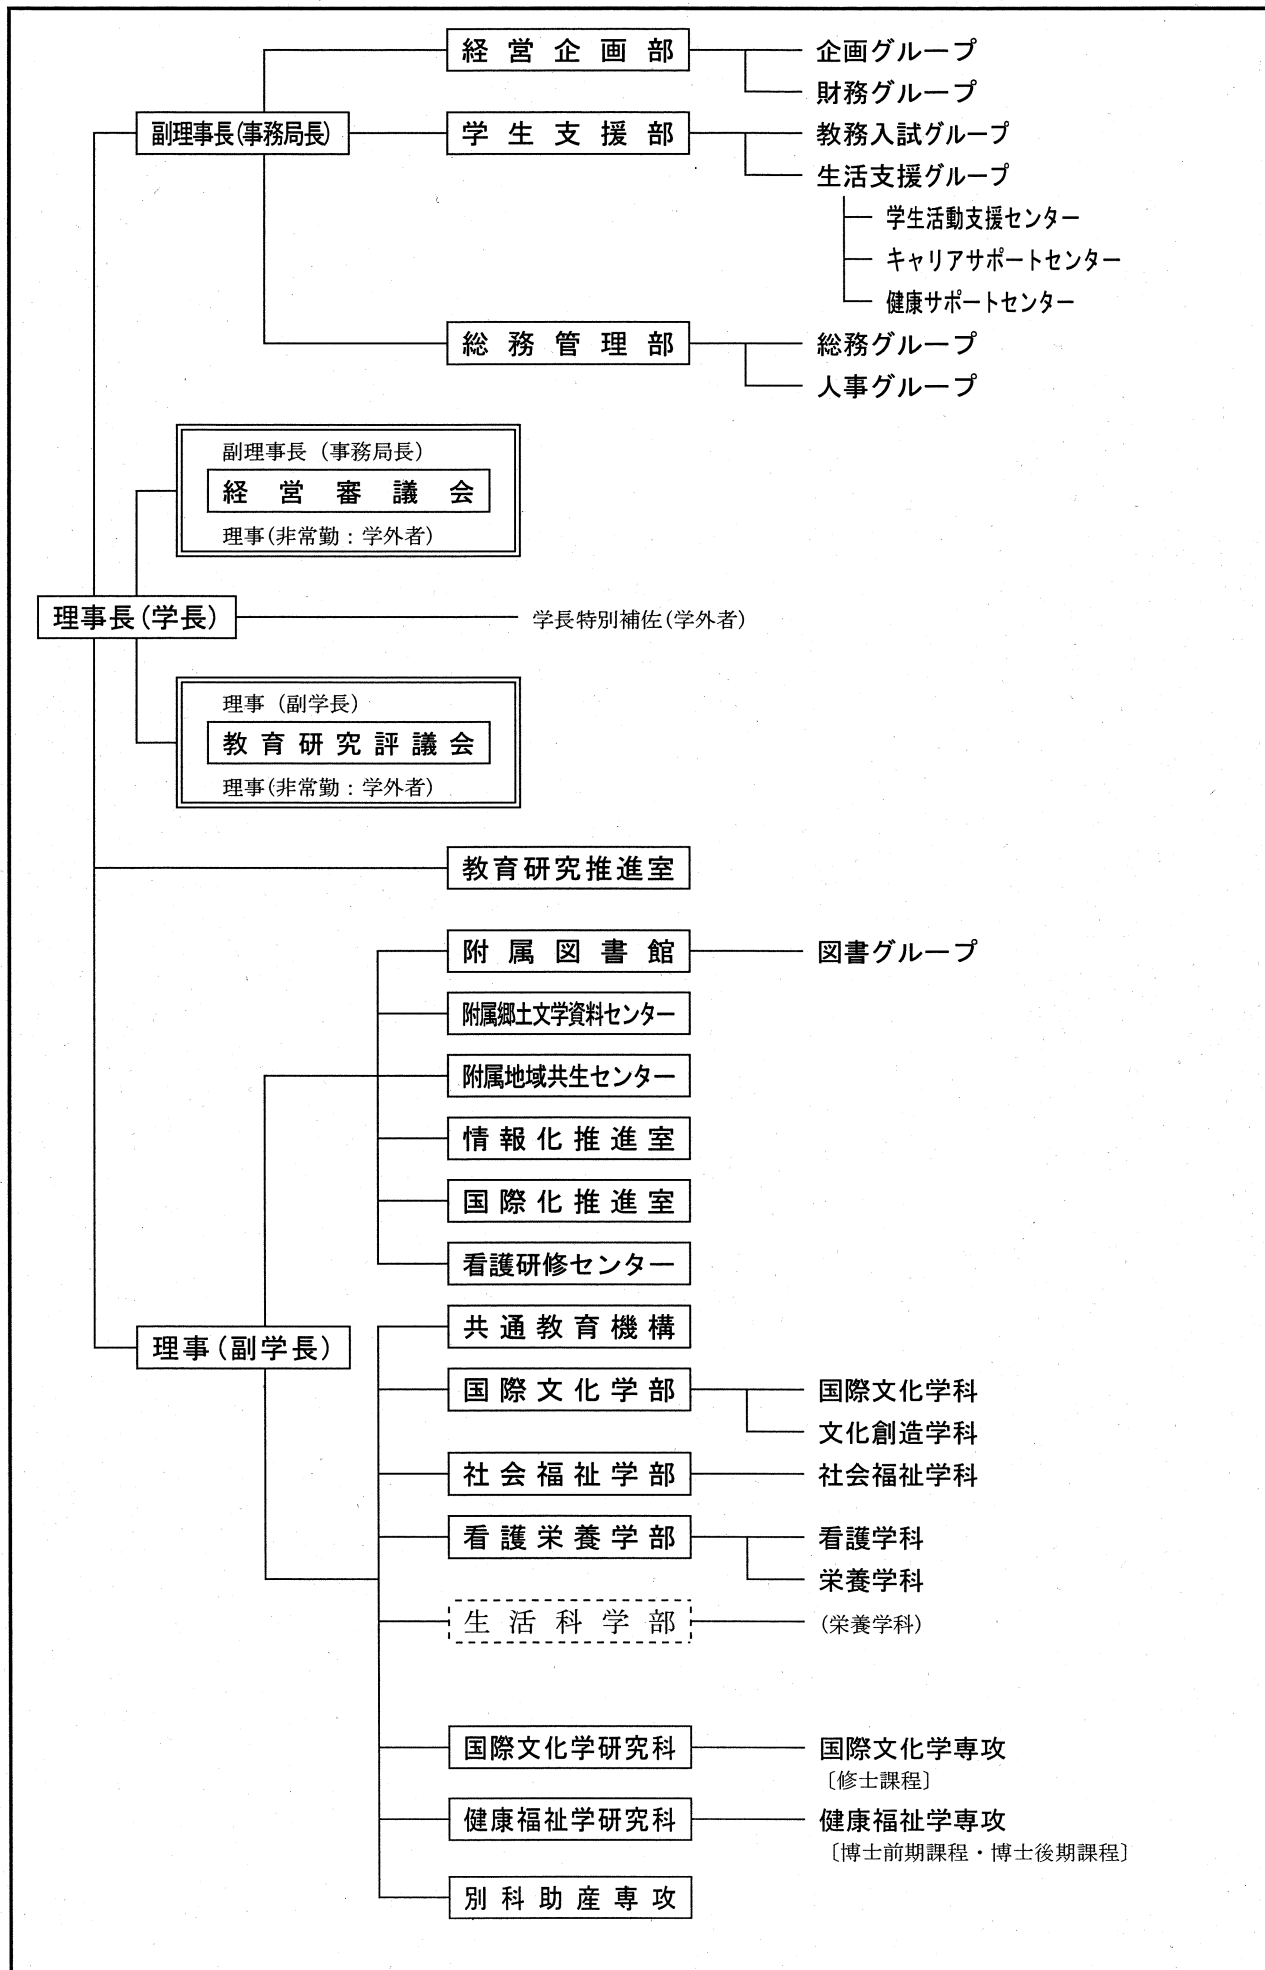 経営企画部
企画グループ
財務グループ
副理事長(事務局長)
学生支援部
教務入試グループ
生活支援グループ
学生活動支援センター
キャリアサポートセンター
健康サポートセンター
総務管理部
総務グループ
人事グループ
副理事長（事務局長）
経営審議会
理事(非常勤：学外者)
理事長(学長)
学長特別補佐(学外者)
理事（副学長）
教育研究評議会
理事(非常勤：学外者)
教育研究推進室
附属図書館
図書グループ
附属郷土文学資料センター
附属地域共生センター
情報化推進室
国際化推進室
看護研修センター
共通教育機構
理事(副学長)
国際文化学部
国際文化学科
文化創造学科
社会福祉学部
社会福祉学科
看護栄養学部
看護学科
栄養学科
生活科学部
(栄養学科)
国際文化学研究科
国際文化学専攻
〔修士課程〕
健康福祉学研究科
健康福祉学専攻
〔博士前期課程・博士後期課程〕
別科助産専攻